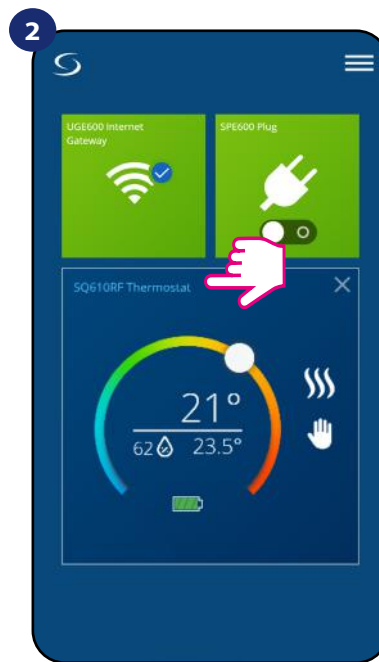 2
UGE600 Internet
Gateway
SPE600 Plug
SQ610RF Thermostat
21°
62 23.5°